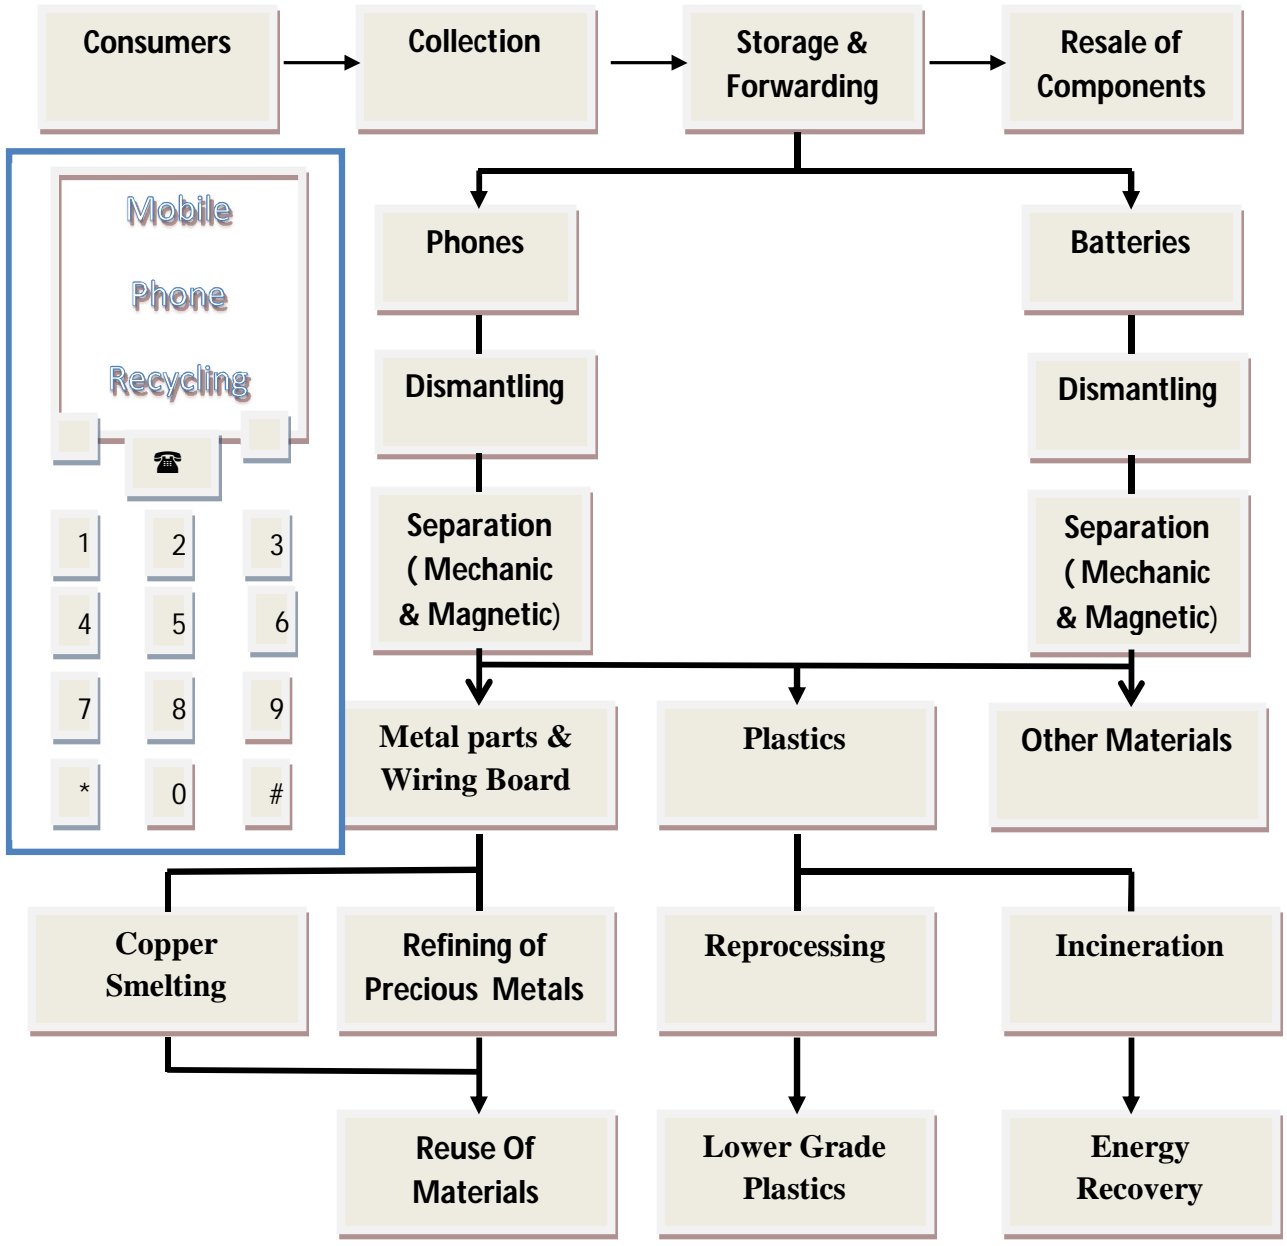 Consumers
Collection
Storage &
Forwarding
Resale of
Components
Mobile
Phone
Recycling
☎
1 2 3
4 5 6
7 8 9
* 0 #
Phones
Batteries
Dismantling
Dismantling
Separation
( Mechanic
& Magnetic)
Separation
( Mechanic
& Magnetic)
Metal parts &
Wiring Board
Plastics
Other Materials
Copper
Smelting
Refining of
Precious Metals
Reprocessing
Incineration
Reuse Of
Materials
Lower Grade
Plastics
Energy
Recovery